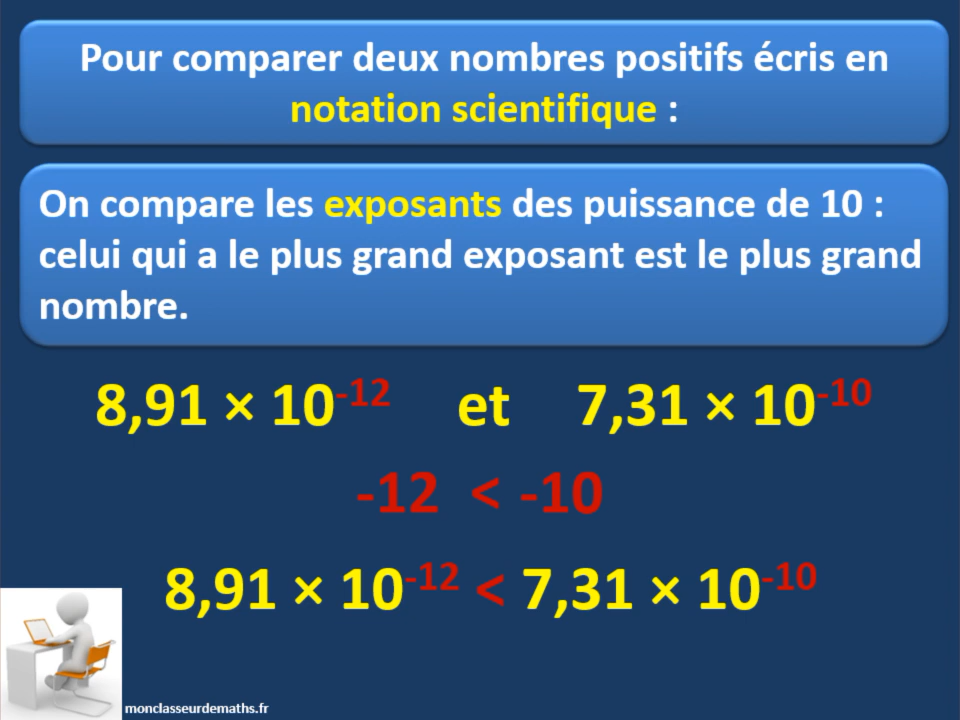 Pour comparer deux nombres positifs écris en
notation scientifique :
On compare les exposants des puissance de 10 :
celui qui a le plus grand exposant est le plus grand
nombre.
8,91 × 10⁻¹² et 7,31 × 10⁻¹⁰
-12 < -10
8,91 × 10⁻¹² < 7,31 × 10⁻¹⁰
monclasseurdemaths.fr